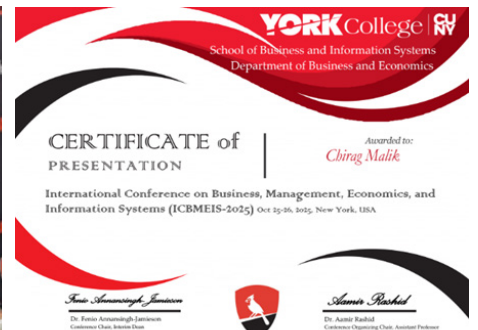 YORK College CU NY
School of Business and Information Systems
Department of Business and Economics
CERTIFICATE of
PRESENTATION
Awarded to:
Chirag Malik
International Conference on Business, Management, Economics, and
Information Systems (ICBMEIS-2025) Oct 25-26, 2025, New York, USA
Fenio Annansingh-Jamieson
Dr. Fenio Annansingh-Jamieson
Conference Chair, Interim Dean
Aamir Rashid
Dr. Aamir Rashid
Conference Organizing Chair, Assistant Professor